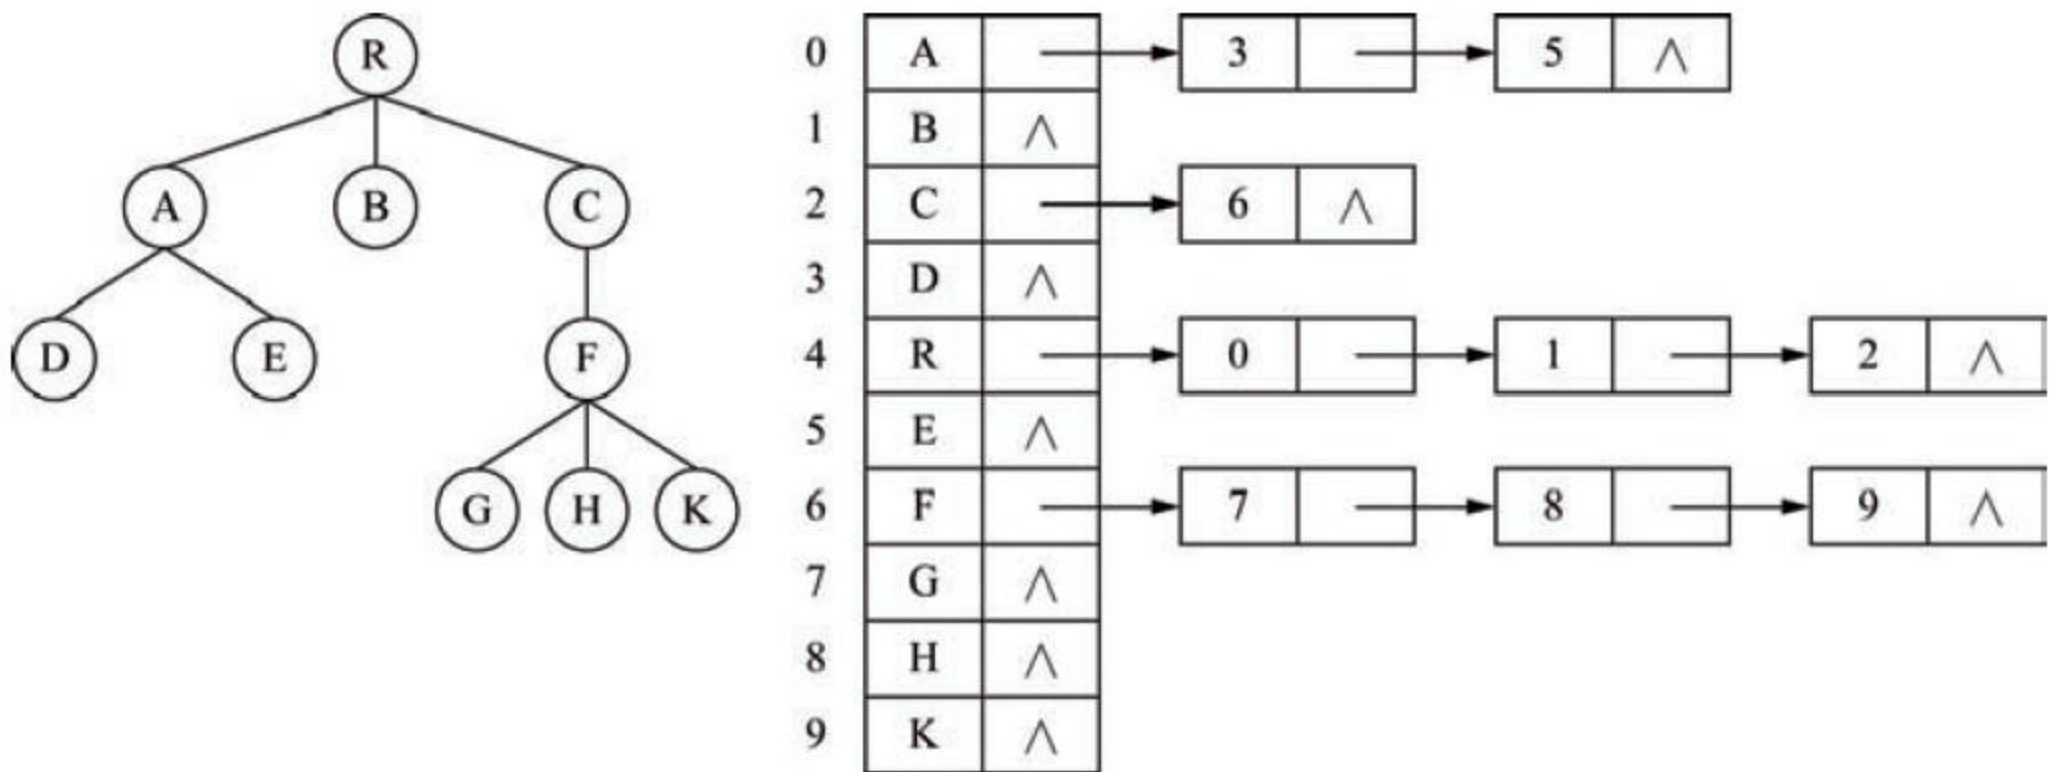 R
A B C
D E F
G H K
0 A 3 5 ∧
1 B ∧
2 C 6 ∧
3 D ∧
4 R 0 1 2 ∧
5 E ∧
6 F 7 8 9 ∧
7 G ∧
8 H ∧
9 K ∧